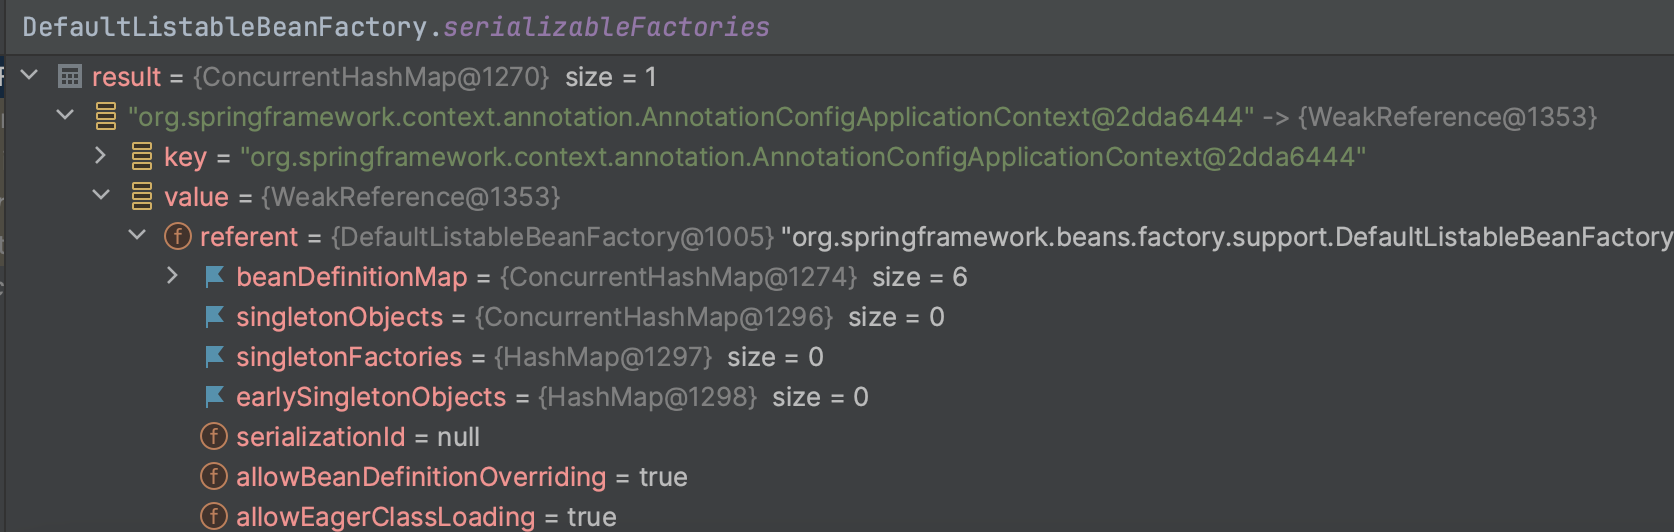 DefaultListableBeanFactory.serializableFactories
result = {ConcurrentHashMap@1270} size = 1
"org.springframework.context.annotation.AnnotationConfigApplicationContext@2dda6444" -> {WeakReference@1353}
key = "org.springframework.context.annotation.AnnotationConfigApplicationContext@2dda6444"
value = {WeakReference@1353}
f referent = {DefaultListableBeanFactory@1005} "org.springframework.beans.factory.support.DefaultListableBeanFactory
beanDefinitionMap = {ConcurrentHashMap@1274} size = 6
singletonObjects = {ConcurrentHashMap@1296} size = 0
singletonFactories = {HashMap@1297} size = 0
earlySingletonObjects = {HashMap@1298} size = 0
f serializationId = null
f allowBeanDefinitionOverriding = true
f allowEagerClassLoading = true